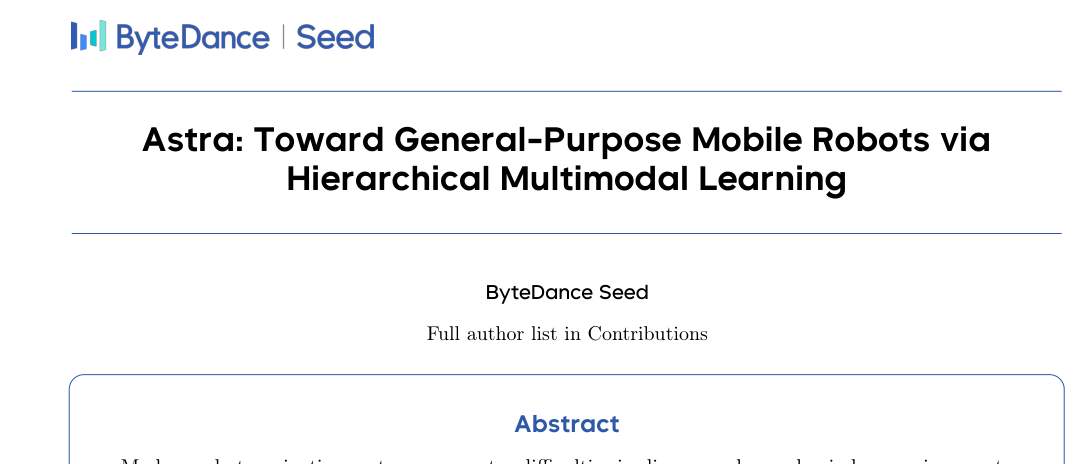 ByteDance | Seed
Astra: Toward General-Purpose Mobile Robots via
Hierarchical Multimodal Learning
ByteDance Seed
Full author list in Contributions
Abstract